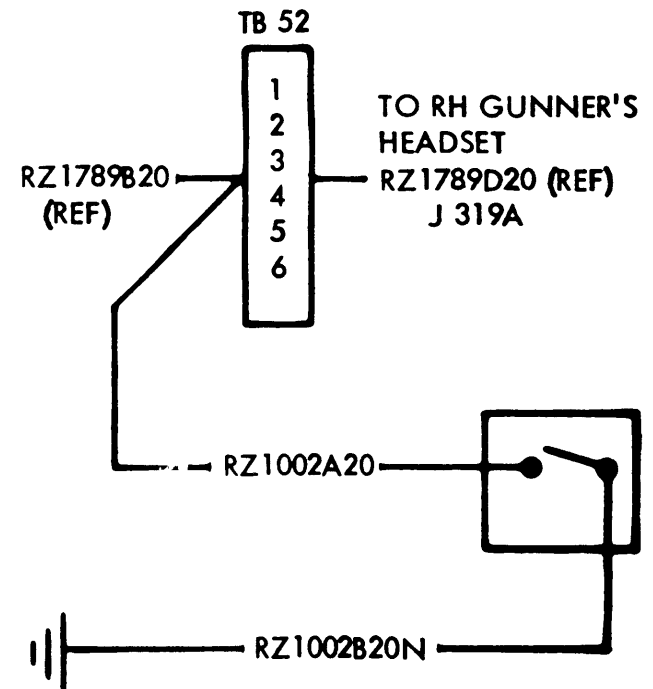 TB 52
1
2
3
4
5
6
TO RH GUNNER'S
HEADSET
RZ1789B20
(REF)
RZ1789D20 (REF)
J 319A
RZ1002A20
RZ1002B20N